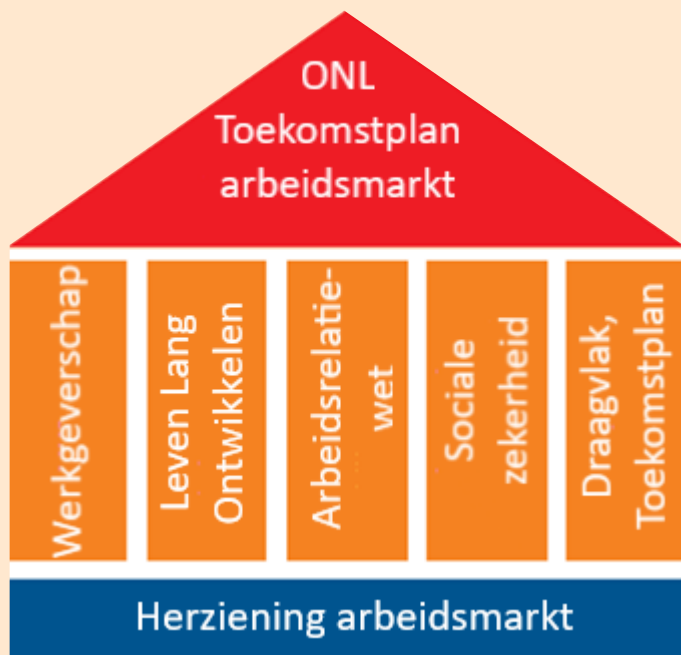 ONL
Toekomstplan
arbeidsmarkt
Werkgeverschap
Leven Lang
Ontwikkelen
Arbeidsrelatie-
wet
Sociale
zekerheid
Draagvlak,
Toekomstplan
Herziening arbeidsmarkt